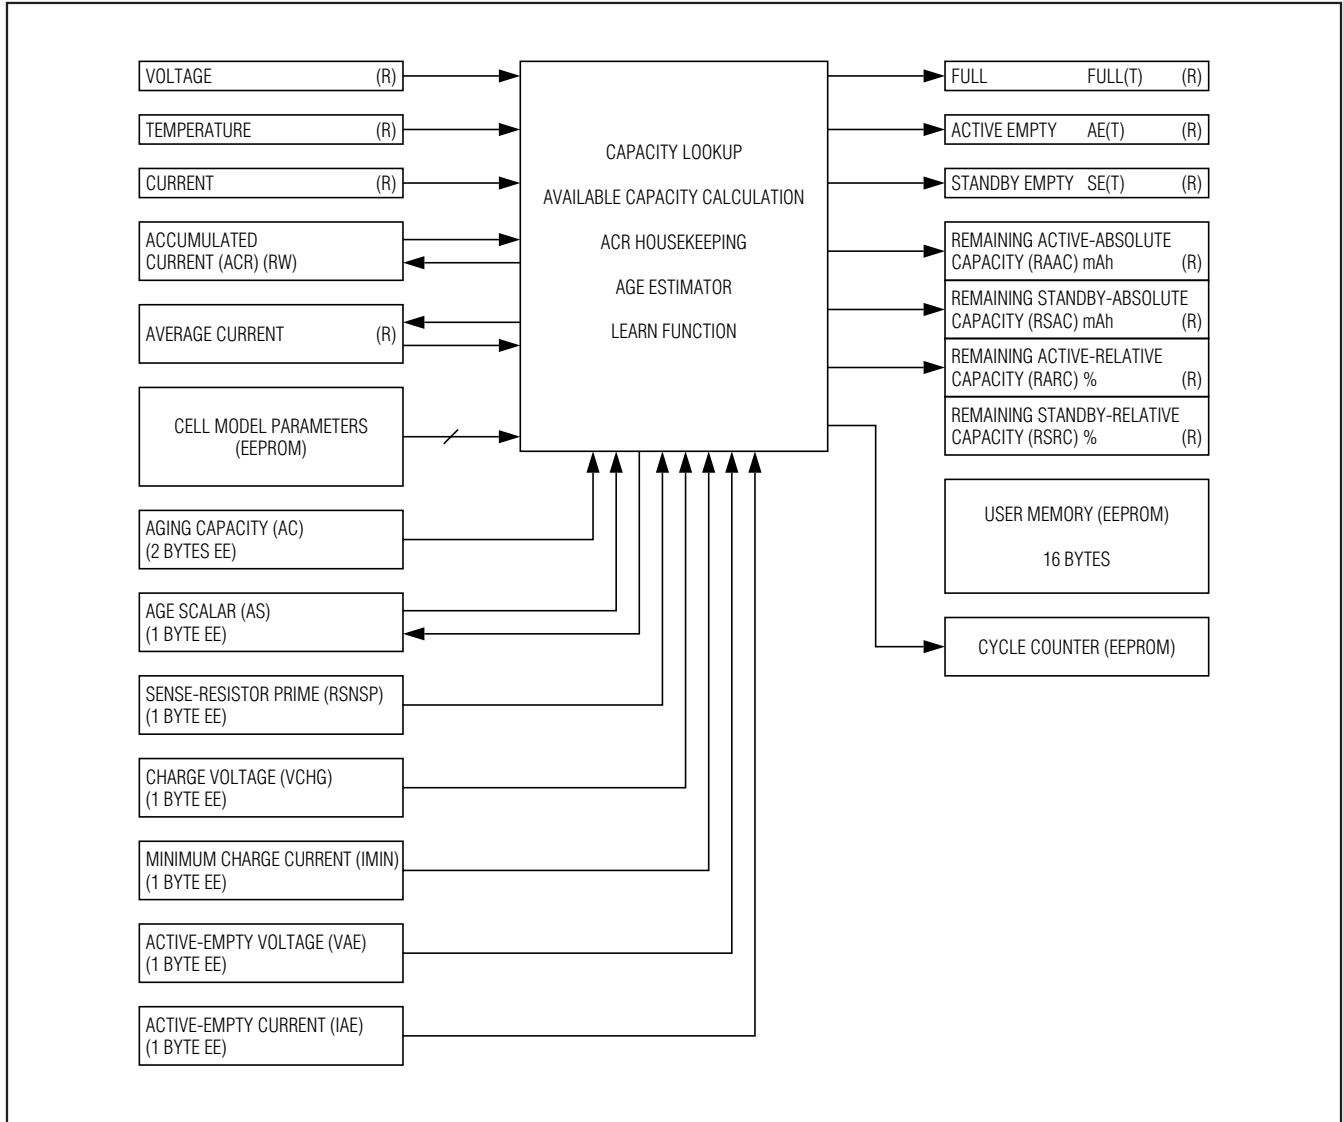 VOLTAGE (R)
TEMPERATURE (R)
CURRENT (R)
ACCUMULATED
CURRENT (ACR) (RW)
AVERAGE CURRENT (R)
CELL MODEL PARAMETERS
(EEPROM)
AGING CAPACITY (AC)
(2 BYTES EE)
AGE SCALAR (AS)
(1 BYTE EE)
SENSE-RESISTOR PRIME (RSNSP)
(1 BYTE EE)
CHARGE VOLTAGE (VCHG)
(1 BYTE EE)
MINIMUM CHARGE CURRENT (IMIN)
(1 BYTE EE)
ACTIVE-EMPTY VOLTAGE (VAE)
(1 BYTE EE)
ACTIVE-EMPTY CURRENT (IAE)
(1 BYTE EE)
CAPACITY LOOKUP
AVAILABLE CAPACITY CALCULATION
ACR HOUSEKEEPING
AGE ESTIMATOR
LEARN FUNCTION
FULL FULL(T) (R)
ACTIVE EMPTY AE(T) (R)
STANDBY EMPTY SE(T) (R)
REMAINING ACTIVE-ABSOLUTE
CAPACITY (RAAC) mAh (R)
REMAINING STANDBY-ABSOLUTE
CAPACITY (RSAC) mAh (R)
REMAINING ACTIVE-RELATIVE
CAPACITY (RARC) % (R)
REMAINING STANDBY-RELATIVE
CAPACITY (RSRC) % (R)
USER MEMORY (EEPROM)
16 BYTES
CYCLE COUNTER (EEPROM)